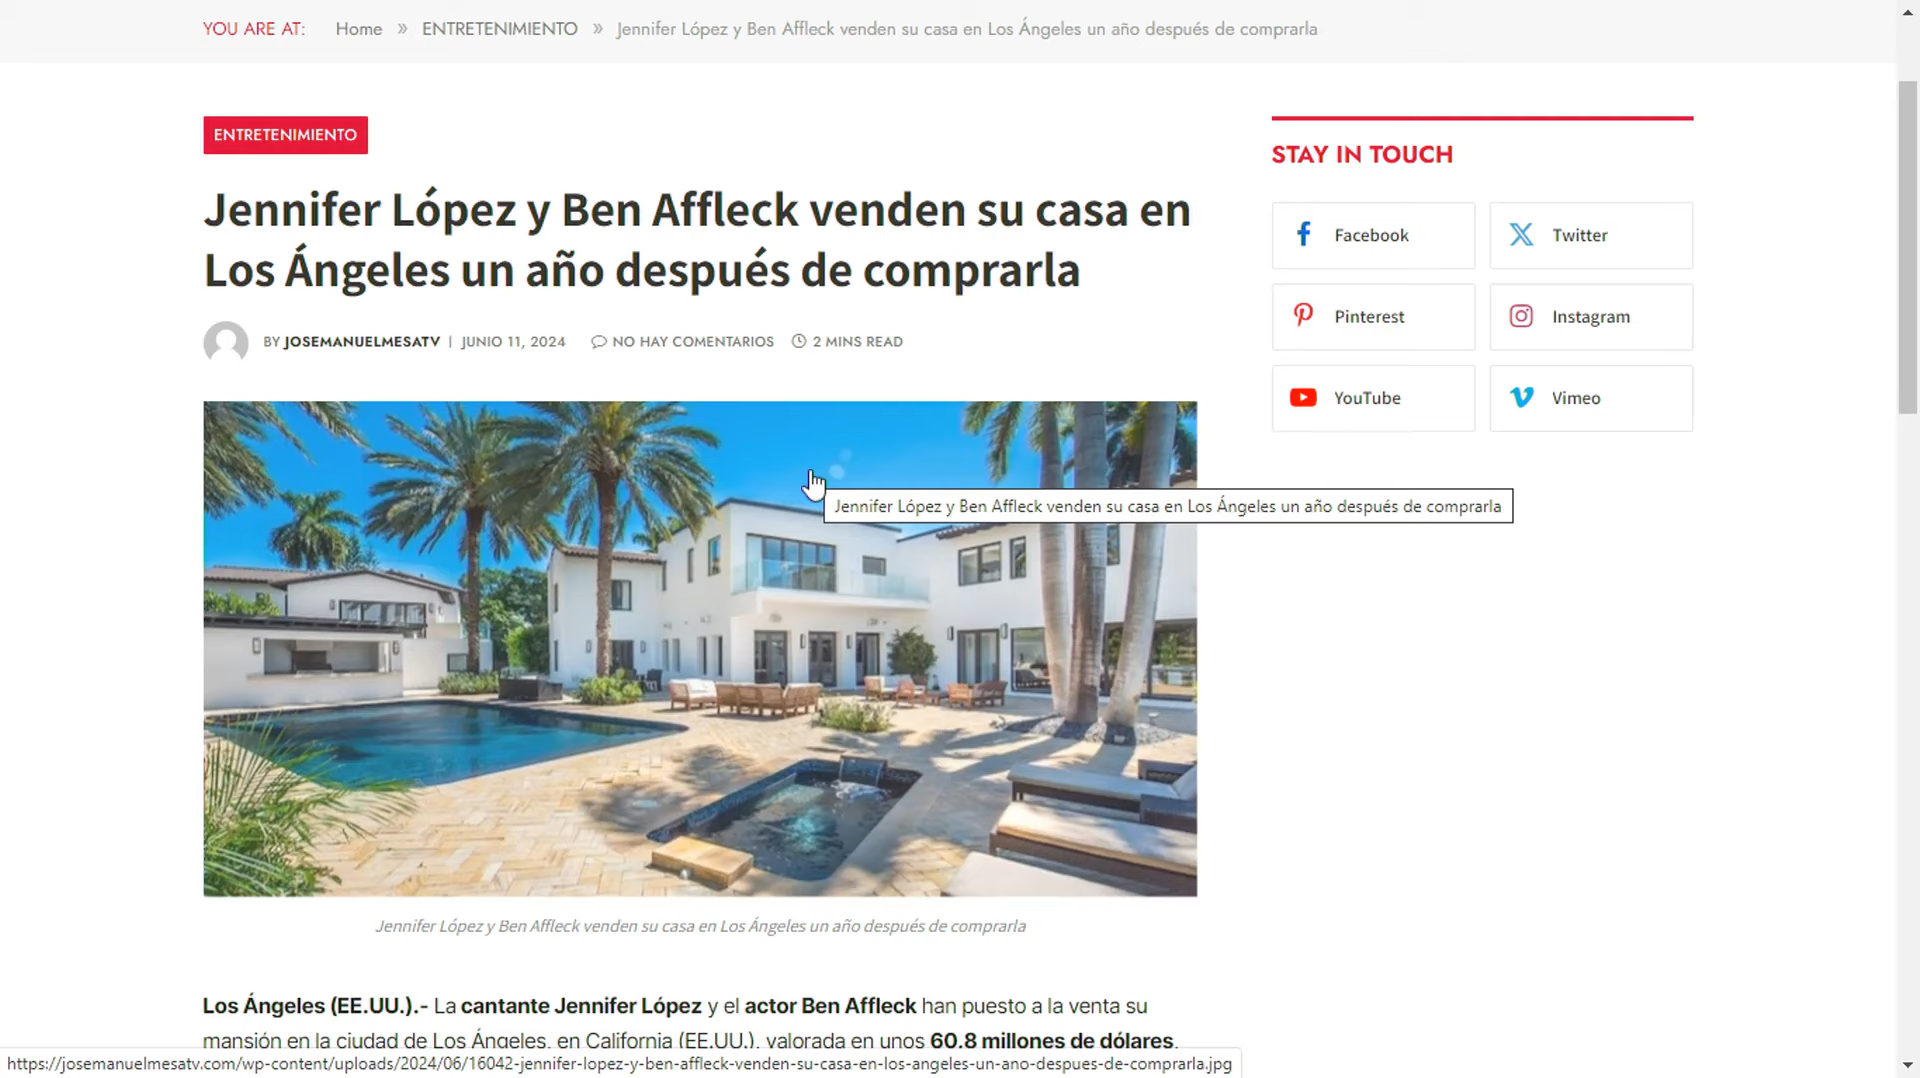 YOU ARE AT: Home » ENTRETENIMIENTO » Jennifer López y Ben Affleck venden su casa en Los Ángeles un año después de comprarla
ENTRETENIMIENTO
Jennifer López y Ben Affleck venden su casa en
Los Ángeles un año después de comprarla
BY JOSEMANUELMESATV | JUNIO 11, 2024 NO HAY COMENTARIOS 2 MINS READ
Jennifer López y Ben Affleck venden su casa en Los Ángeles un año después de comprarla
Jennifer López y Ben Affleck venden su casa en Los Ángeles un año después de comprarla
Los Ángeles (EE.UU.).- La cantante Jennifer López y el actor Ben Affleck han puesto a la venta su
mansión en la ciudad de Los Ángeles, en California (EE.UU.), valorada en unos 60.8 millones de dólares,
https://josemanuelmesatv.com/wp-content/uploads/2024/06/16042-jennifer-lopez-y-ben-affleck-venden-su-casa-en-los-angeles-un-ano-despues-de-comprarla.jpg
STAY IN TOUCH
Facebook
Twitter
Pinterest
Instagram
YouTube
Vimeo